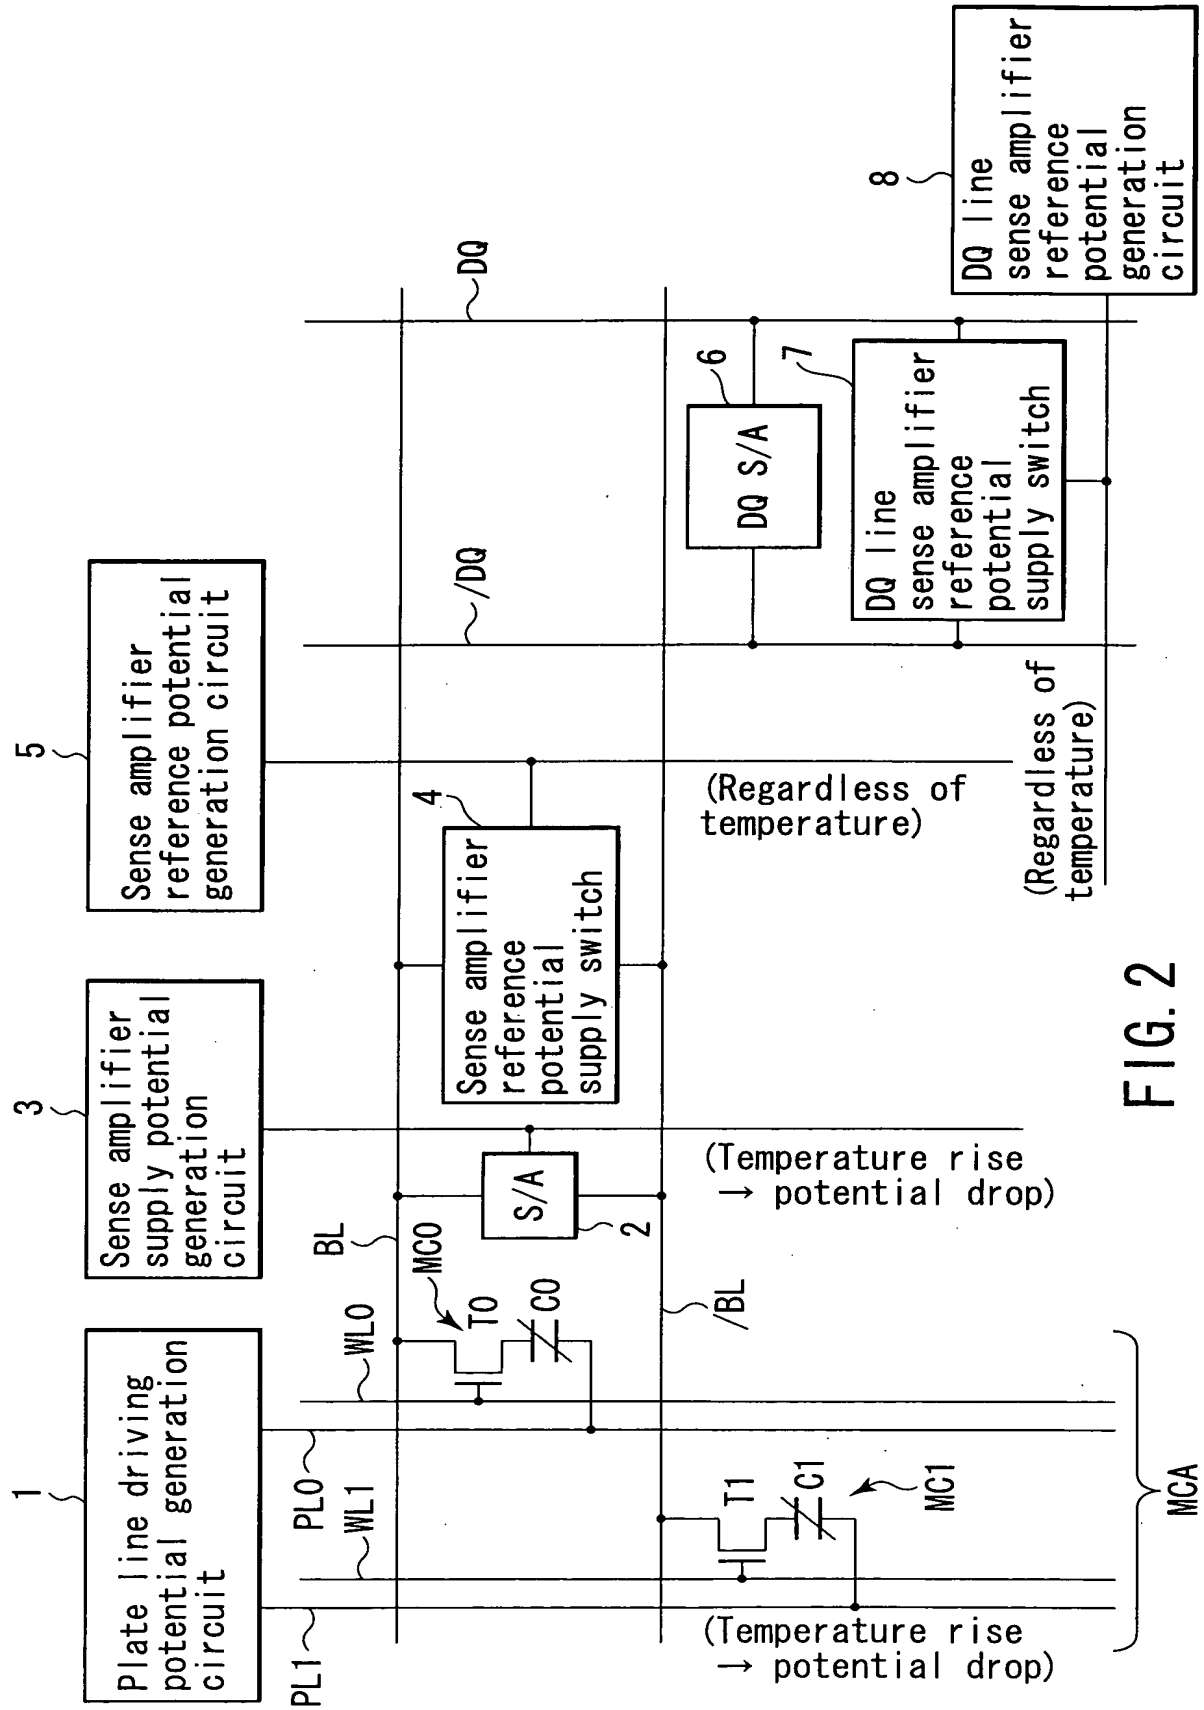 1
Plate line driving
potential generation
circuit
3
Sense amplifier
supply potential
generation
circuit
5
Sense amplifier
reference potential
generation circuit
PL1
WL1
PL0
WL0
BL
MC0
T0
C0
S/A
2
4
Sense amplifier
reference
potential
supply switch
/DQ
DQ
/BL
T1
C1
MC1
6
DQ S/A
7
DQ line
sense amplifier
reference
potential
supply switch
8
DQ line
sense amplifier
reference
potential
generation
circuit
(Temperature rise
→ potential drop)
(Temperature rise
→ potential drop)
(Regardless of
temperature)
(Regardless of
temperature)
MCA
FIG. 2